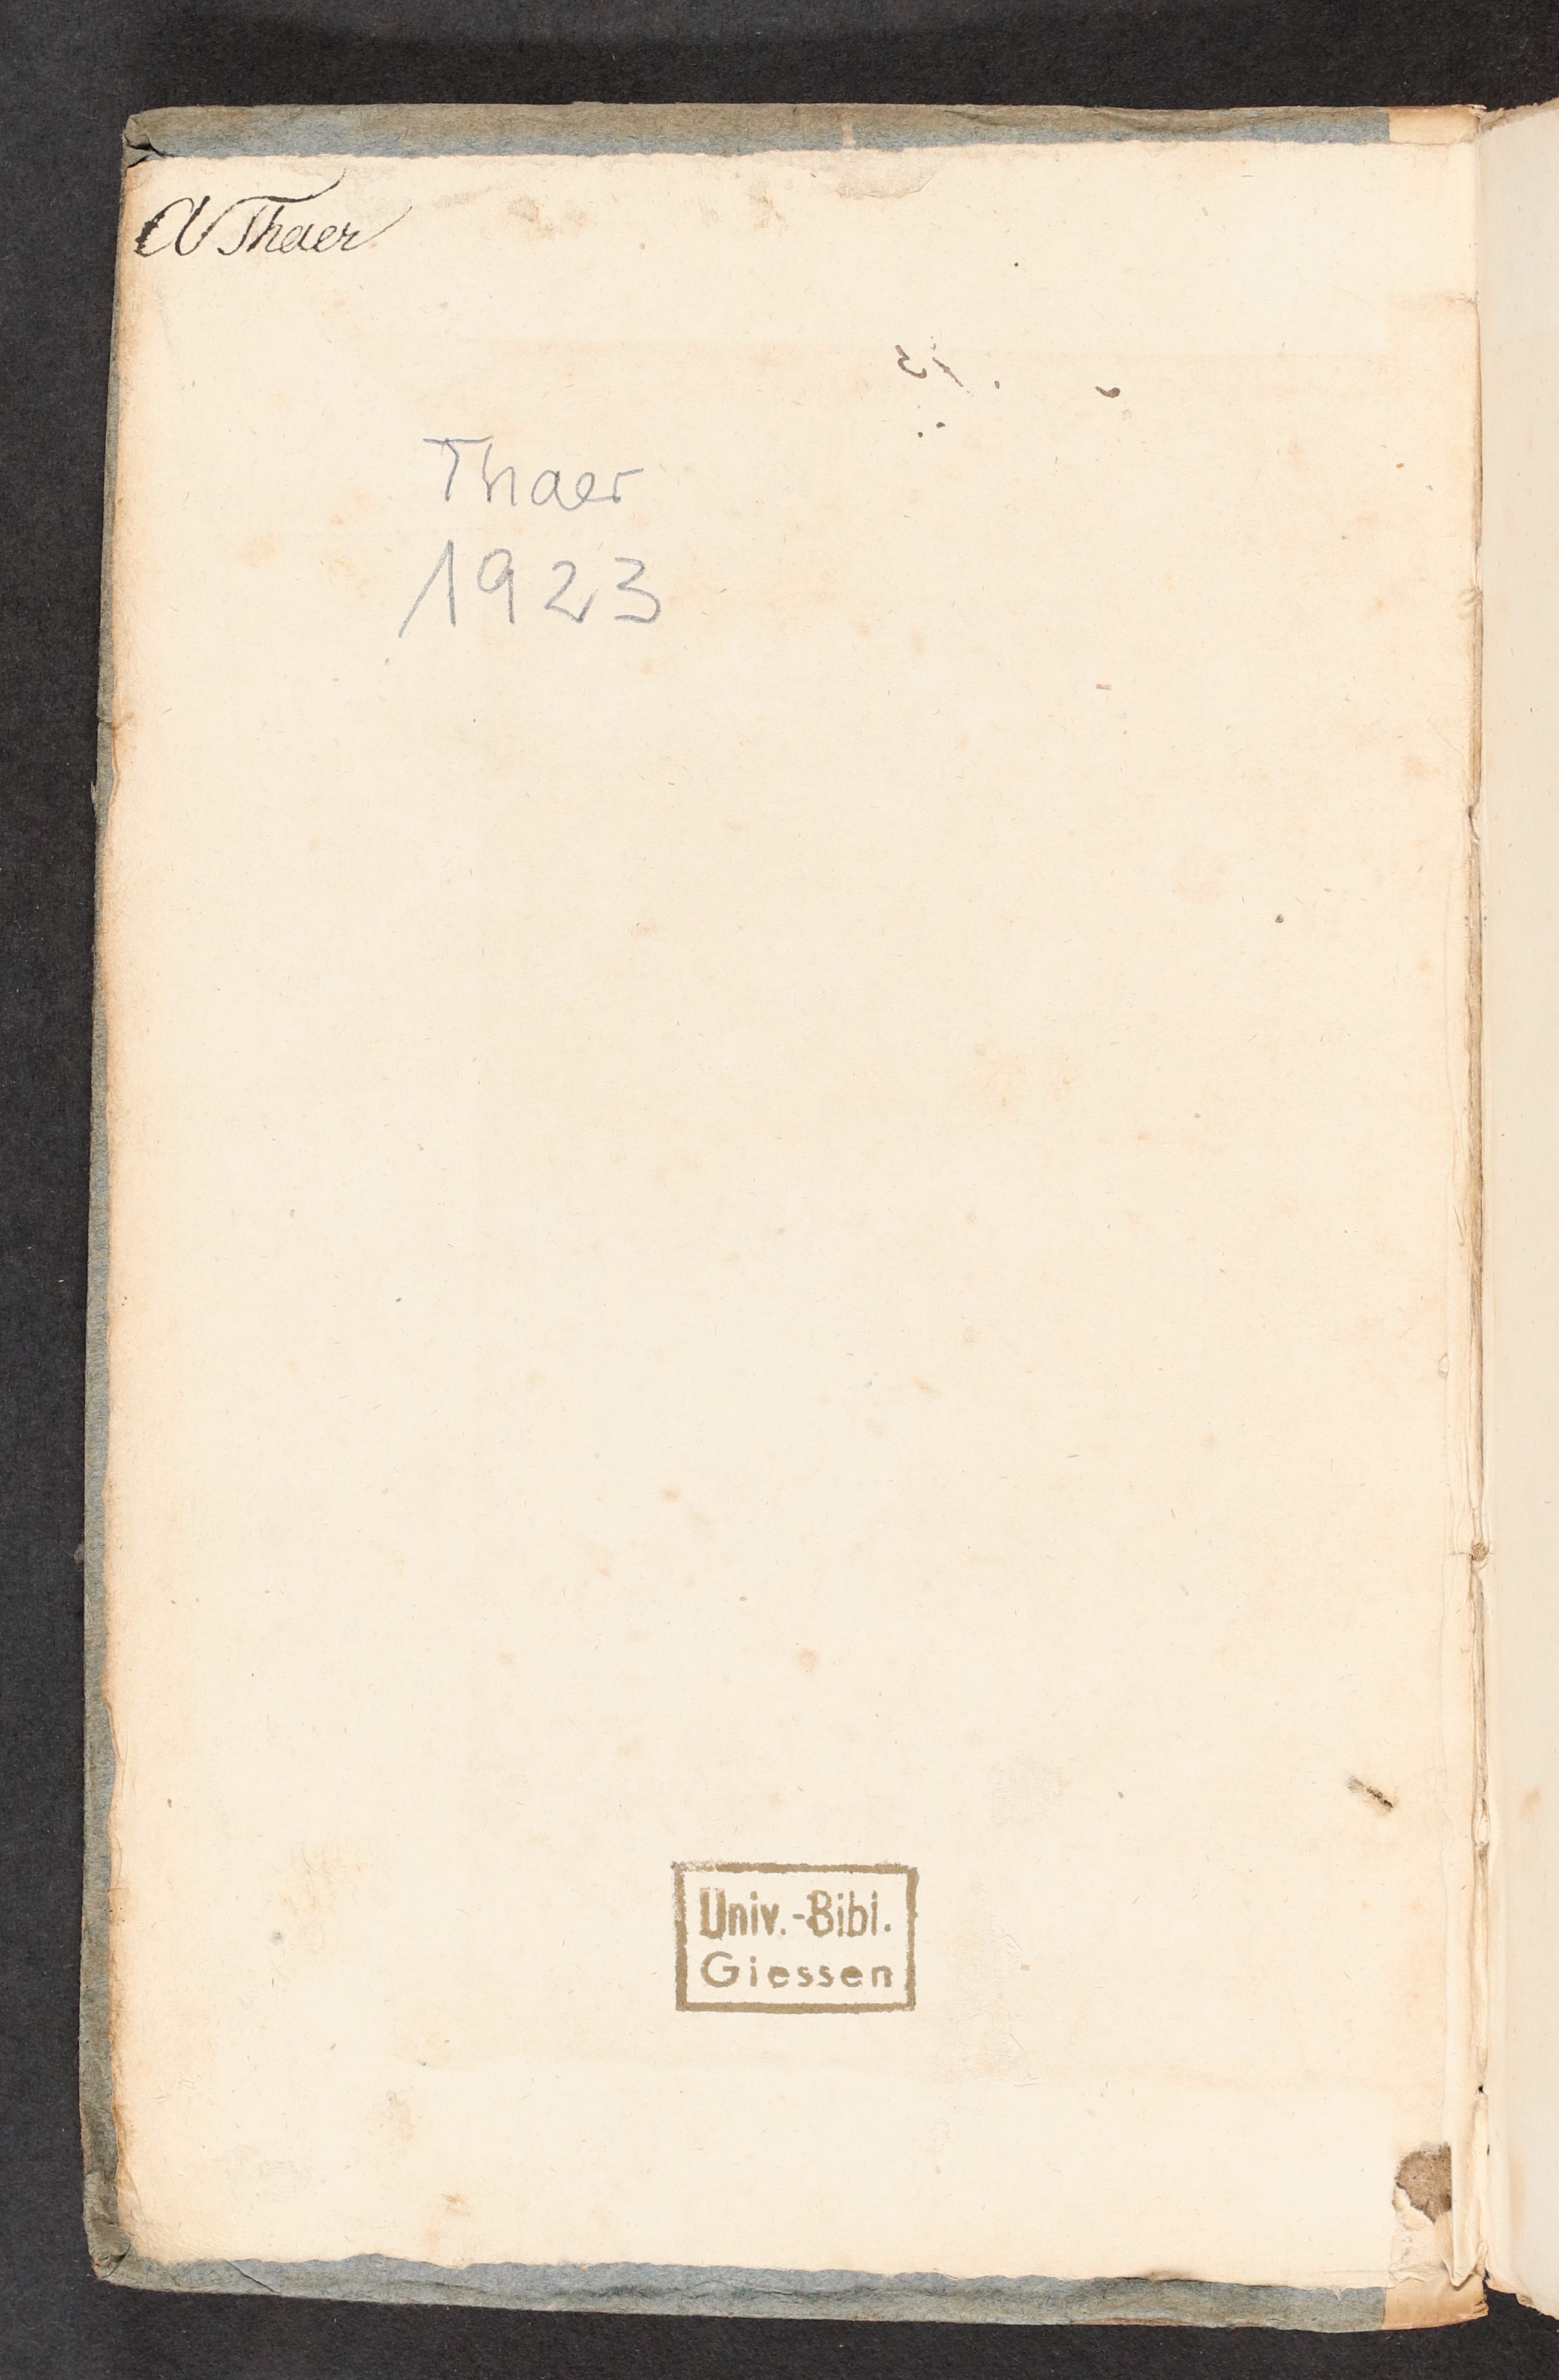 A Thaer
Thaer
1923
Univ.-Bibl.
Giessen